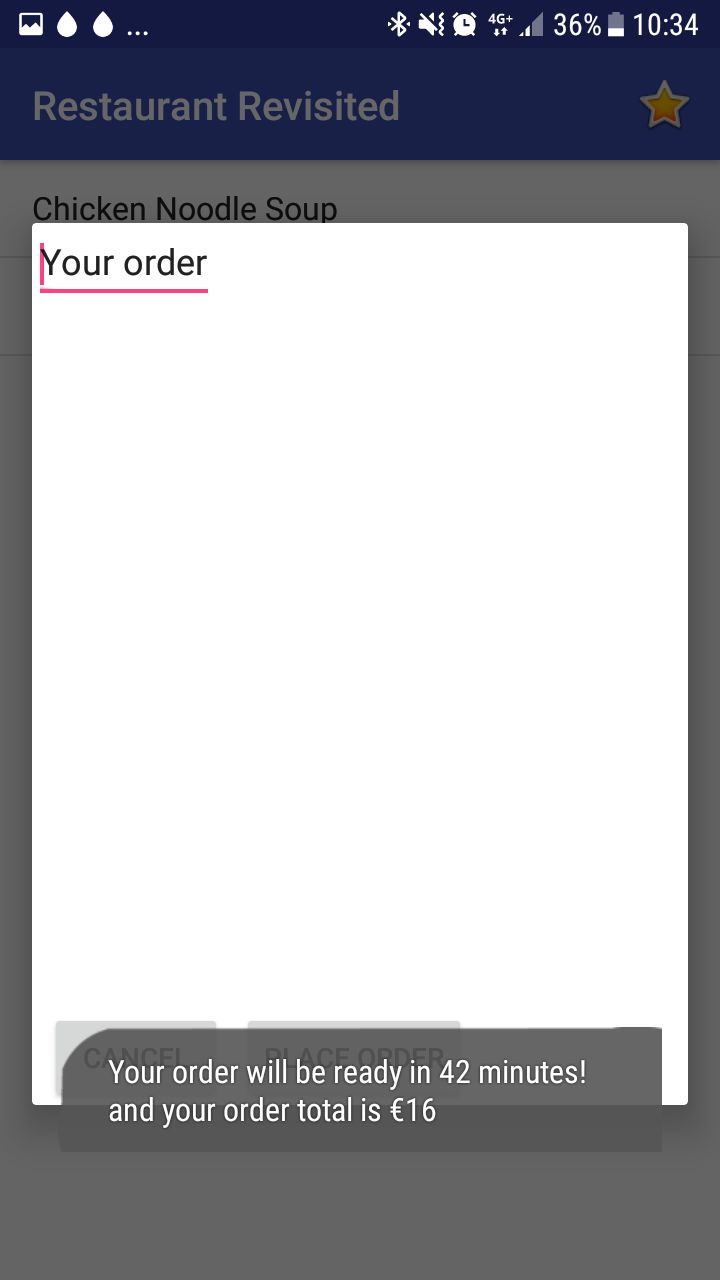 ... 4G+ 36% 10:34
Restaurant Revisited
Chicken Noodle Soup
Your order
CANCEL PLACE ORDER
Your order will be ready in 42 minutes!
and your order total is €16